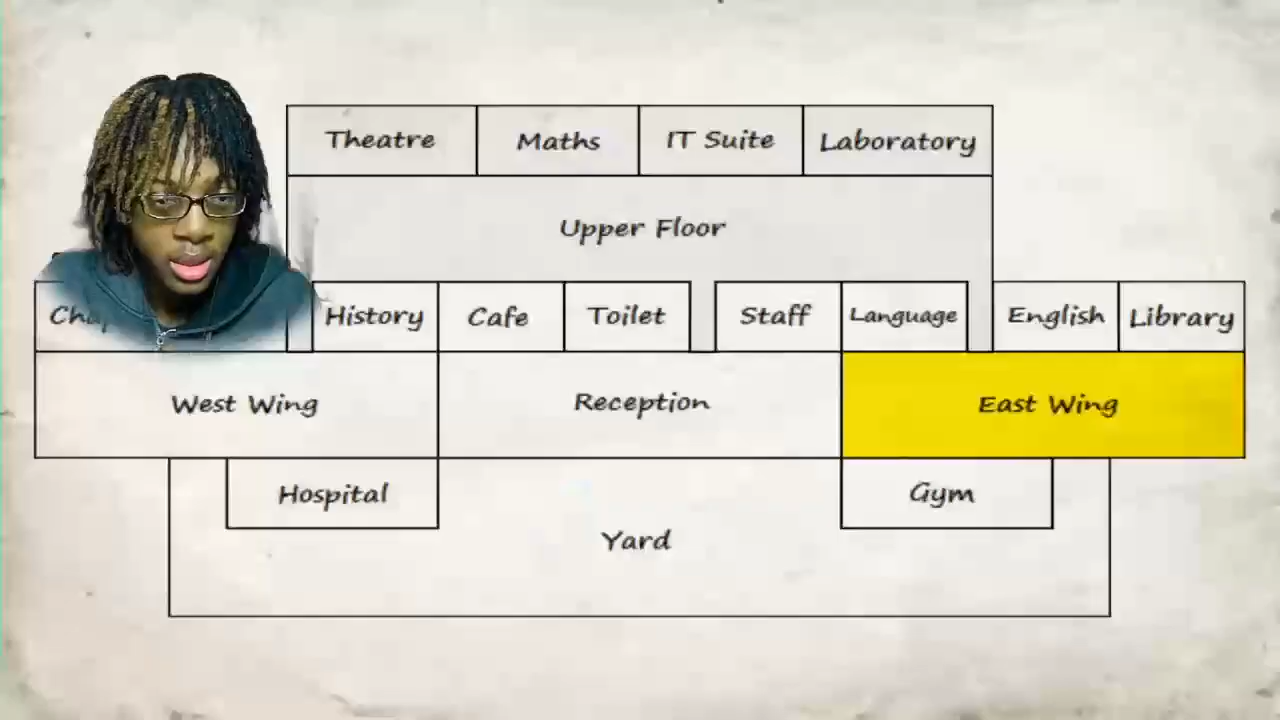 Theatre Maths IT Suite Laboratory
Upper Floor
History Cafe Toilet Staff Language English Library
West Wing Reception East Wing
Hospital Gym
Yard